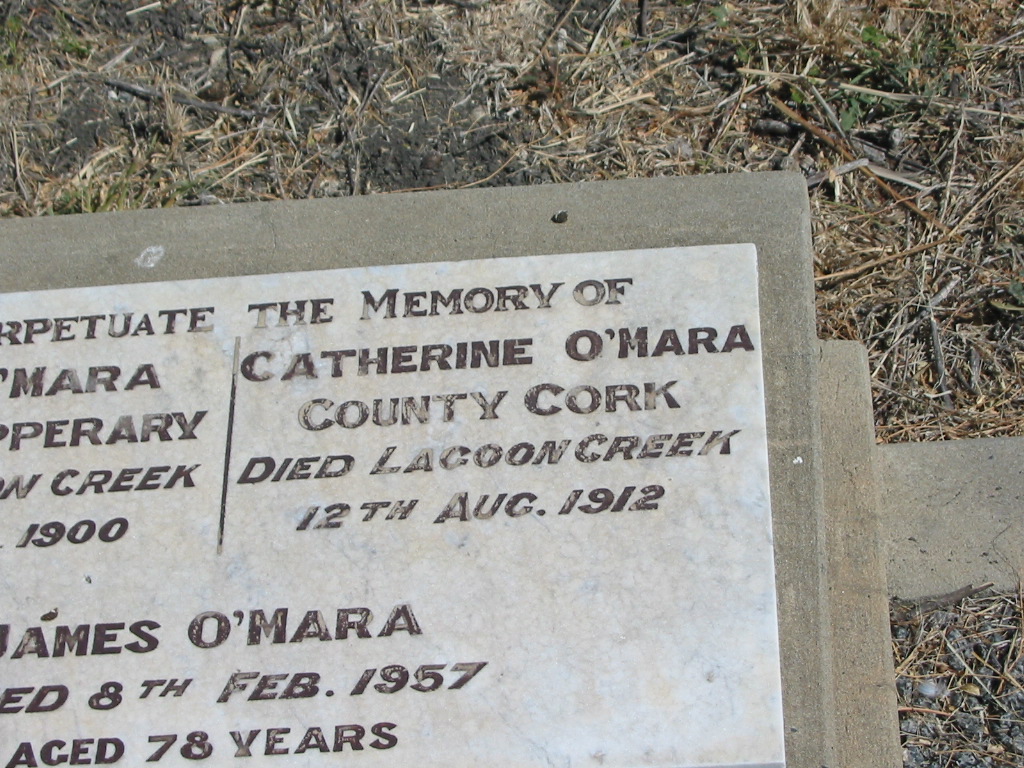 RPETUATE THE MEMORY OF
'MARA
PPERARY
ON CREEK
1900
CATHERINE O'MARA
COUNTY CORK
DIED LAGOON CREEK
12TH AUG. 1912
JAMES O'MARA
ED 8TH FEB. 1957
AGED 78 YEARS